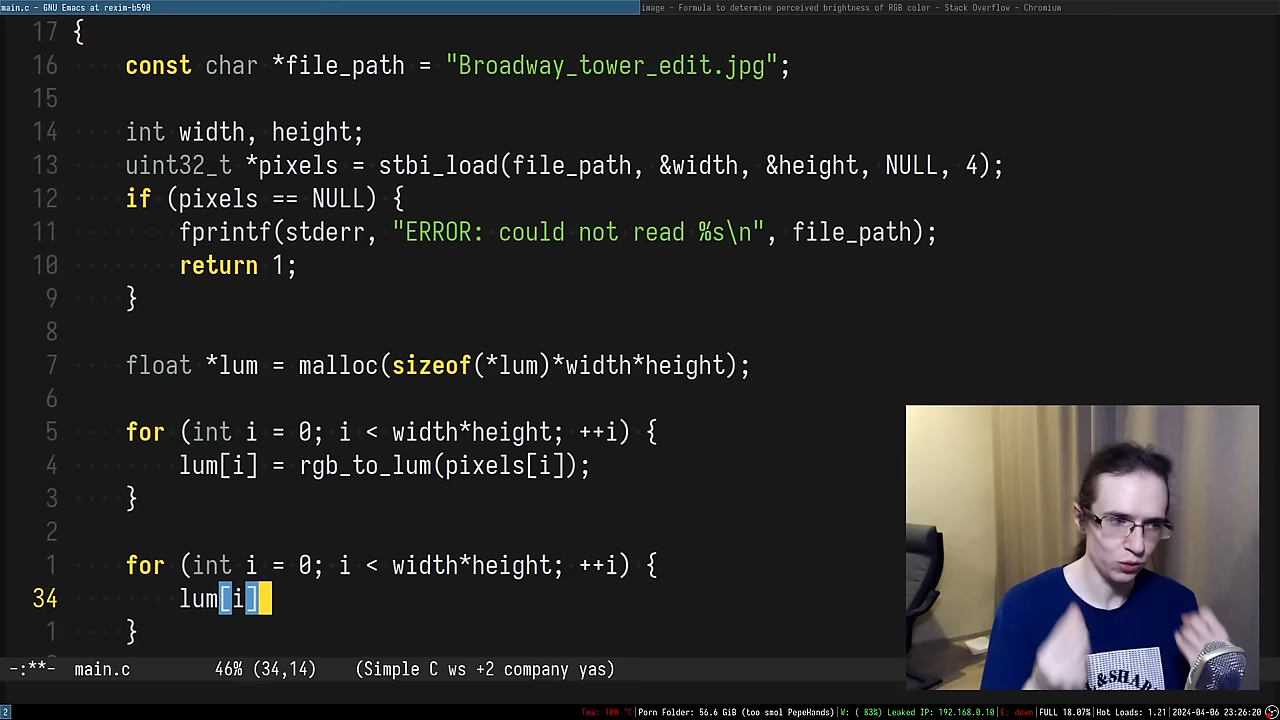 main.c - GNU Emacs at rexim-b590
image - Formula to determine perceived brightness of RGB color - Stack Overflow - Chromium
17 {
16 const char *file_path = "Broadway_tower_edit.jpg";
15
14 int width, height;
13 uint32_t *pixels = stbi_load(file_path, &width, &height, NULL, 4);
12 if (pixels == NULL) {
11 fprintf(stderr, "ERROR: could not read %s\n", file_path);
10 return 1;
9 }
8
7 float *lum = malloc(sizeof(*lum)*width*height);
6
5 for (int i = 0; i < width*height; ++i) {
4 lum[i] = rgb_to_lum(pixels[i]);
3 }
2
1 for (int i = 0; i < width*height; ++i) {
34 lum[i]
1 }
-:**- main.c 46% (34,14) (Simple C ws +2 company yas)
&SHA
2
Tea: 100 °C|Porn Folder: 56.6 GiB (too smol PepeHands)|W: ( 83%) Leaked IP: 192.168.0.10|E: down|FULL 18.07%|Hot Loads: 1.21|2024-04-06 23:26:20